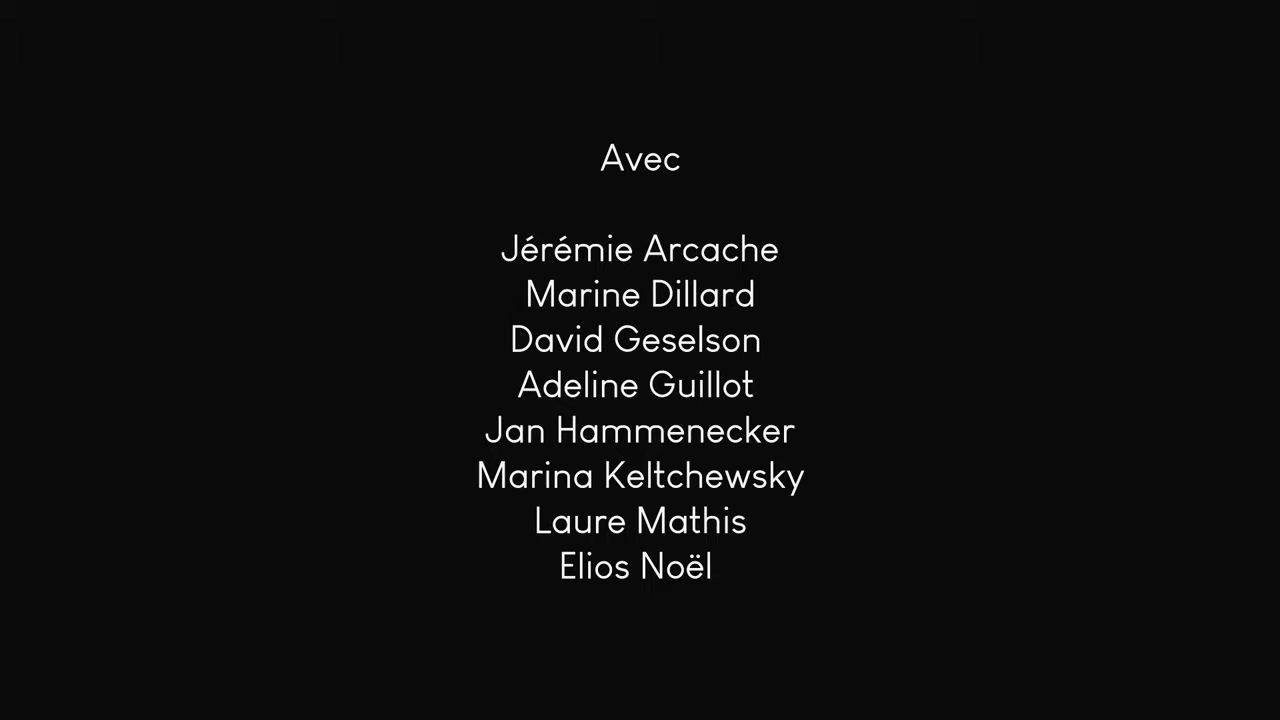 Avec
Jérémie Arcache
Marine Dillard
David Geselson
Adeline Guillot
Jan Hammenecker
Marina Keltchewsky
Laure Mathis
Elios Noël